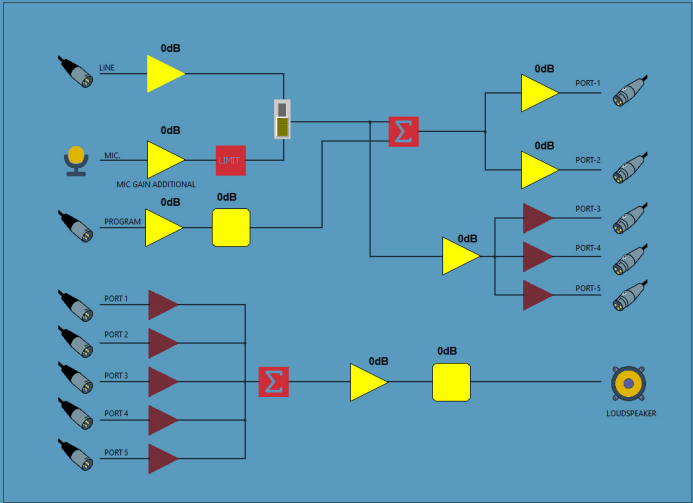 0dB
LINE
0dB
MIC.
LIMIT
MIC GAIN ADDITIONAL
0dB
PROGRAM
0dB
Σ
0dB
PORT-1
0dB
PORT-2
PORT-3
0dB
PORT-4
PORT-5
PORT 1
PORT 2
PORT 3
PORT 4
PORT 5
Σ
0dB
0dB
LOUDSPEAKER